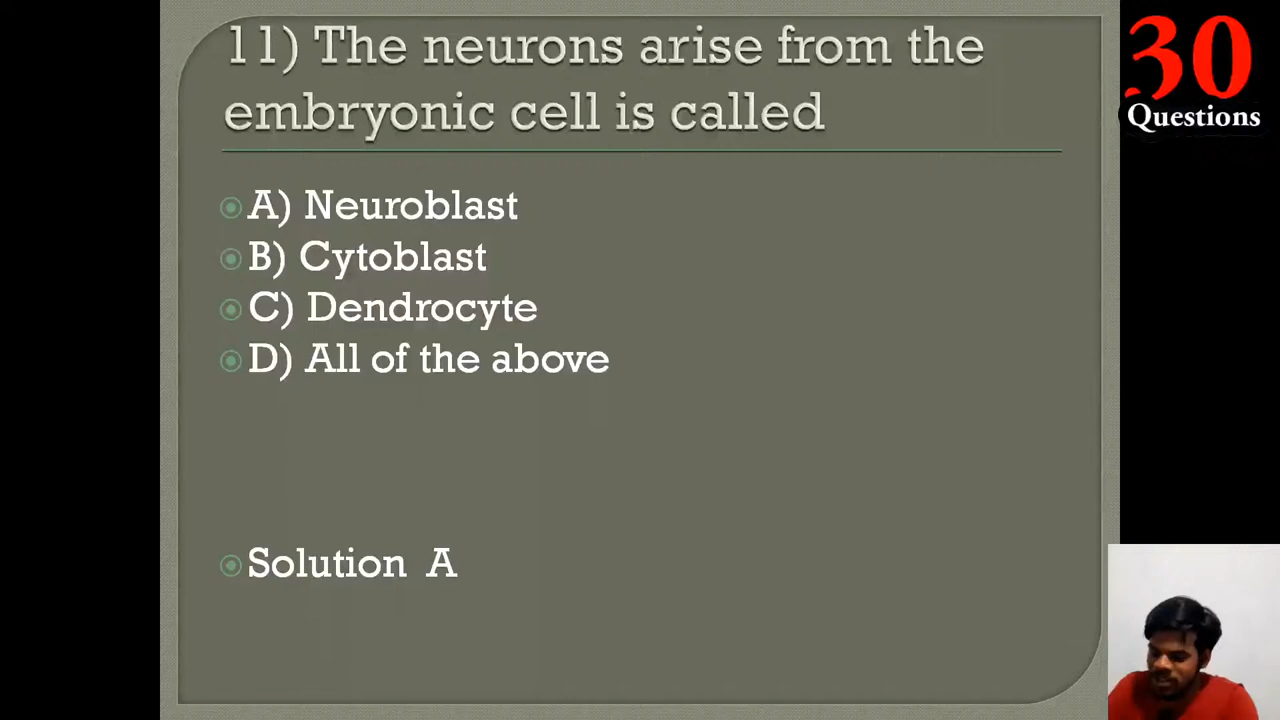 11) The neurons arise from the
embryonic cell is called
A) Neuroblast
B) Cytoblast
C) Dendrocyte
D) All of the above
Solution A
30
Questions